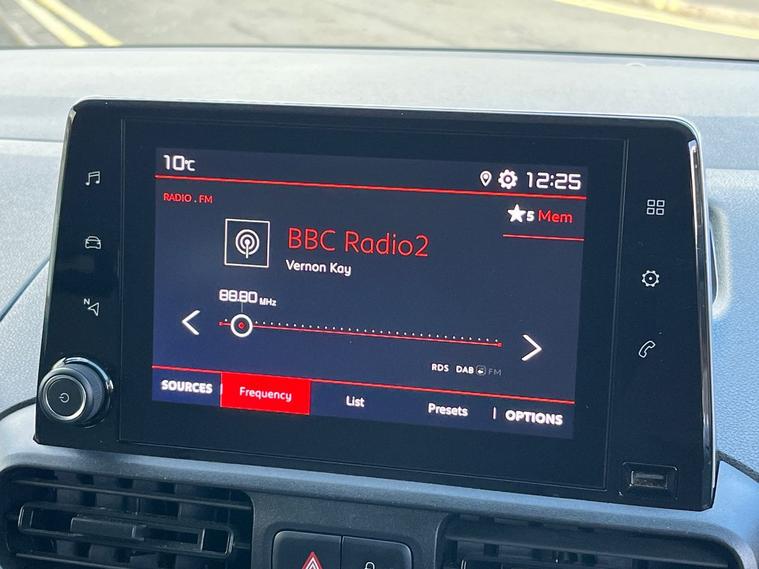 10°C 12:25
RADIO . FM
5 Mem
BBC Radio2
Vernon Kay
88.80 MHz
N
RDS DAB FM
SOURCES Frequency List Presets OPTIONS